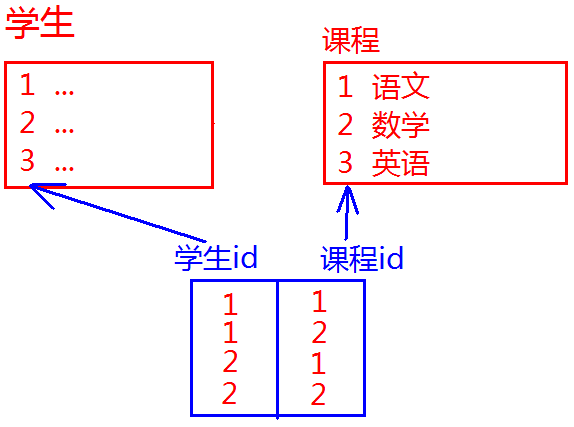 学生
1 ...
2 ...
3 ...
课程
1 语文
2 数学
3 英语
学生id 课程id
1 1
1 2
2 1
2 2